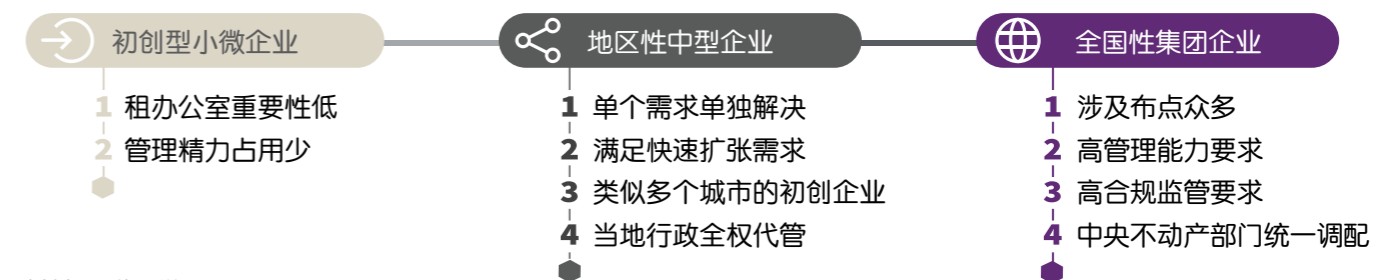 初创型小微企业
1 租办公室重要性低
2 管理精力占用少
地区性中型企业
1 单个需求单独解决
2 满足快速扩张需求
3 类似多个城市的初创企业
4 当地行政全权代管
全国性集团企业
1 涉及布点众多
2 高管理能力要求
3 高合规监管要求
4 中央不动产部门统一调配